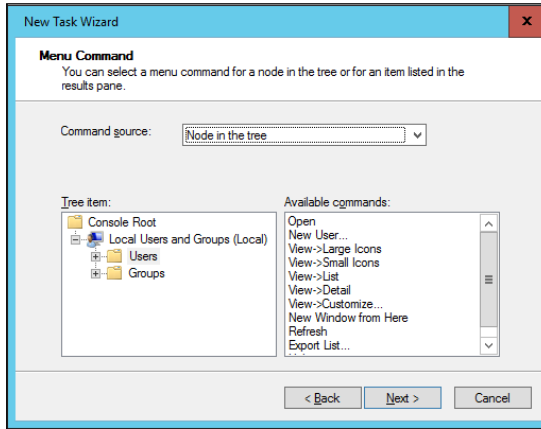 New Task Wizard
x
Menu Command
You can select a menu command for a node in the tree or for an item listed in the
results pane.
Command source:
Node in the tree
Tree item:
Available commands:
Console Root
Local Users and Groups (Local)
Users
Groups
Open
New User...
View->Large Icons
View->Small Icons
View->List
View->Detail
View->Customize...
New Window from Here
Refresh
Export List...
< Back
Next >
Cancel